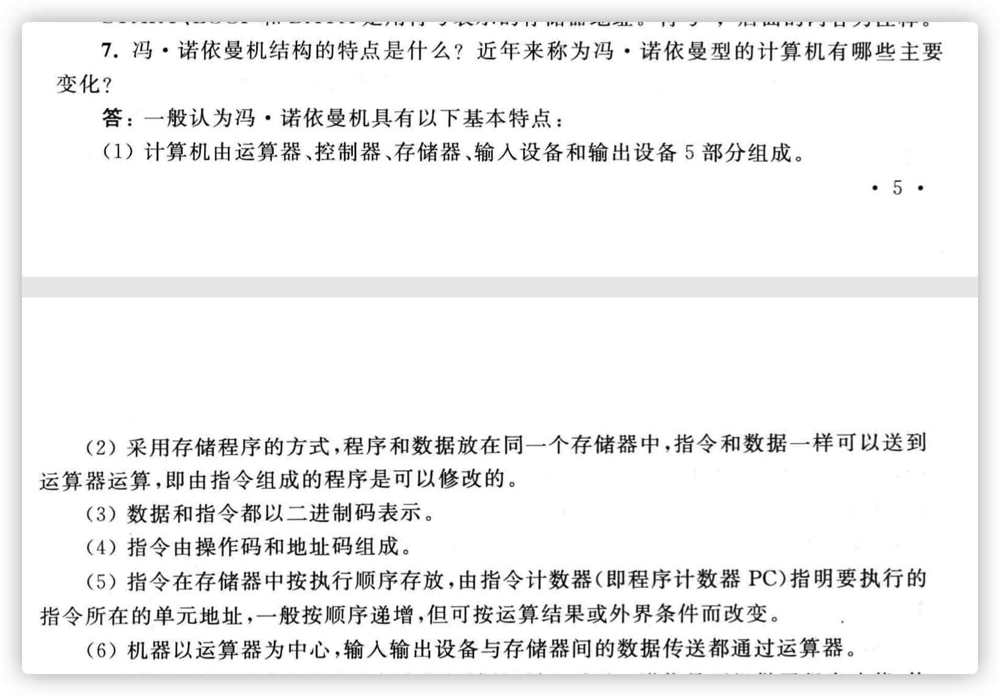 7. 冯·诺依曼机结构的特点是什么？近年来称为冯·诺依曼型的计算机有哪些主要
变化？
答：一般认为冯·诺依曼机具有以下基本特点：
（1）计算机由运算器、控制器、存储器、输入设备和输出设备 5 部分组成。
· 5 ·
（2）采用存储程序的方式，程序和数据放在同一个存储器中，指令和数据一样可以送到
运算器运算，即由指令组成的程序是可以修改的。
（3）数据和指令都以二进制码表示。
（4）指令由操作码和地址码组成。
（5）指令在存储器中按执行顺序存放，由指令计数器（即程序计数器 PC）指明要执行的
指令所在的单元地址，一般按顺序递增，但可按运算结果或外界条件而改变。
（6）机器以运算器为中心，输入输出设备与存储器间的数据传送都通过运算器。